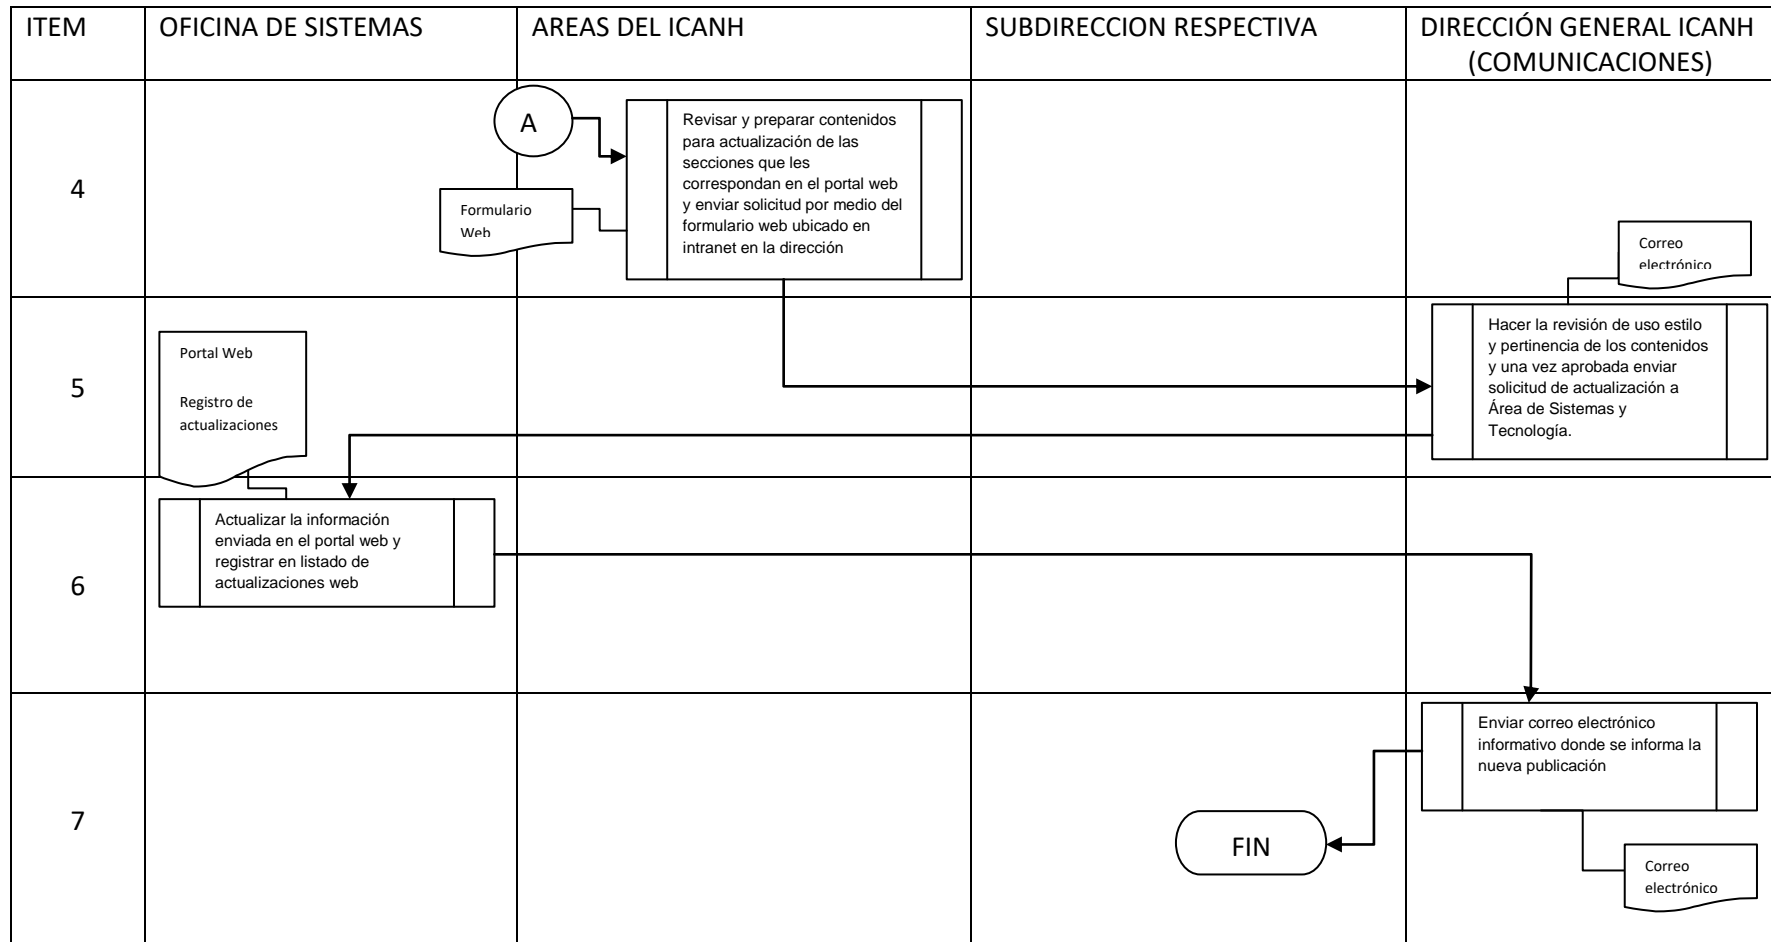 ITEM
OFICINA DE SISTEMAS
AREAS DEL ICANH
SUBDIRECCION RESPECTIVA
DIRECCIÓN GENERAL ICANH
(COMUNICACIONES)
4
A
Revisar y preparar contenidos
para actualización de las
secciones que les
correspondan en el portal web
y enviar solicitud por medio del
formulario web ubicado en
intranet en la dirección
Formulario
Web
Correo
electrónico
5
Portal Web
Registro de
actualizaciones
Hacer la revisión de uso estilo
y pertinencia de los contenidos
y una vez aprobada enviar
solicitud de actualización a
Área de Sistemas y
Tecnología.
6
Actualizar la información
enviada en el portal web y
registrar en listado de
actualizaciones web
7
Enviar correo electrónico
informativo donde se informa la
nueva publicación
FIN
Correo
electrónico